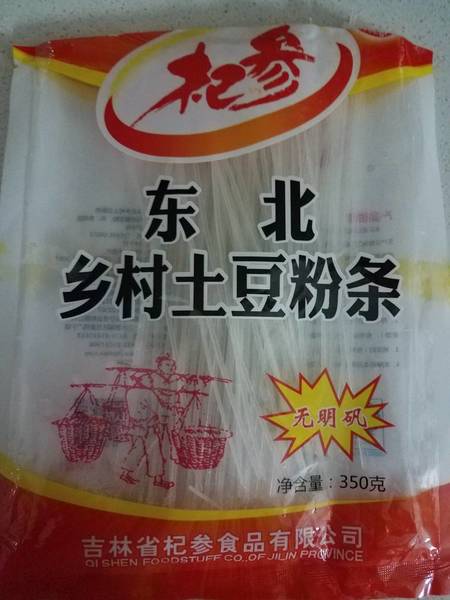 杞参
东 北
乡村土豆粉条
无明矾
净含量：350克
吉林省杞参食品有限公司
QI SHEN FOODSTUFF CO.,OF JILIN PROVINCE